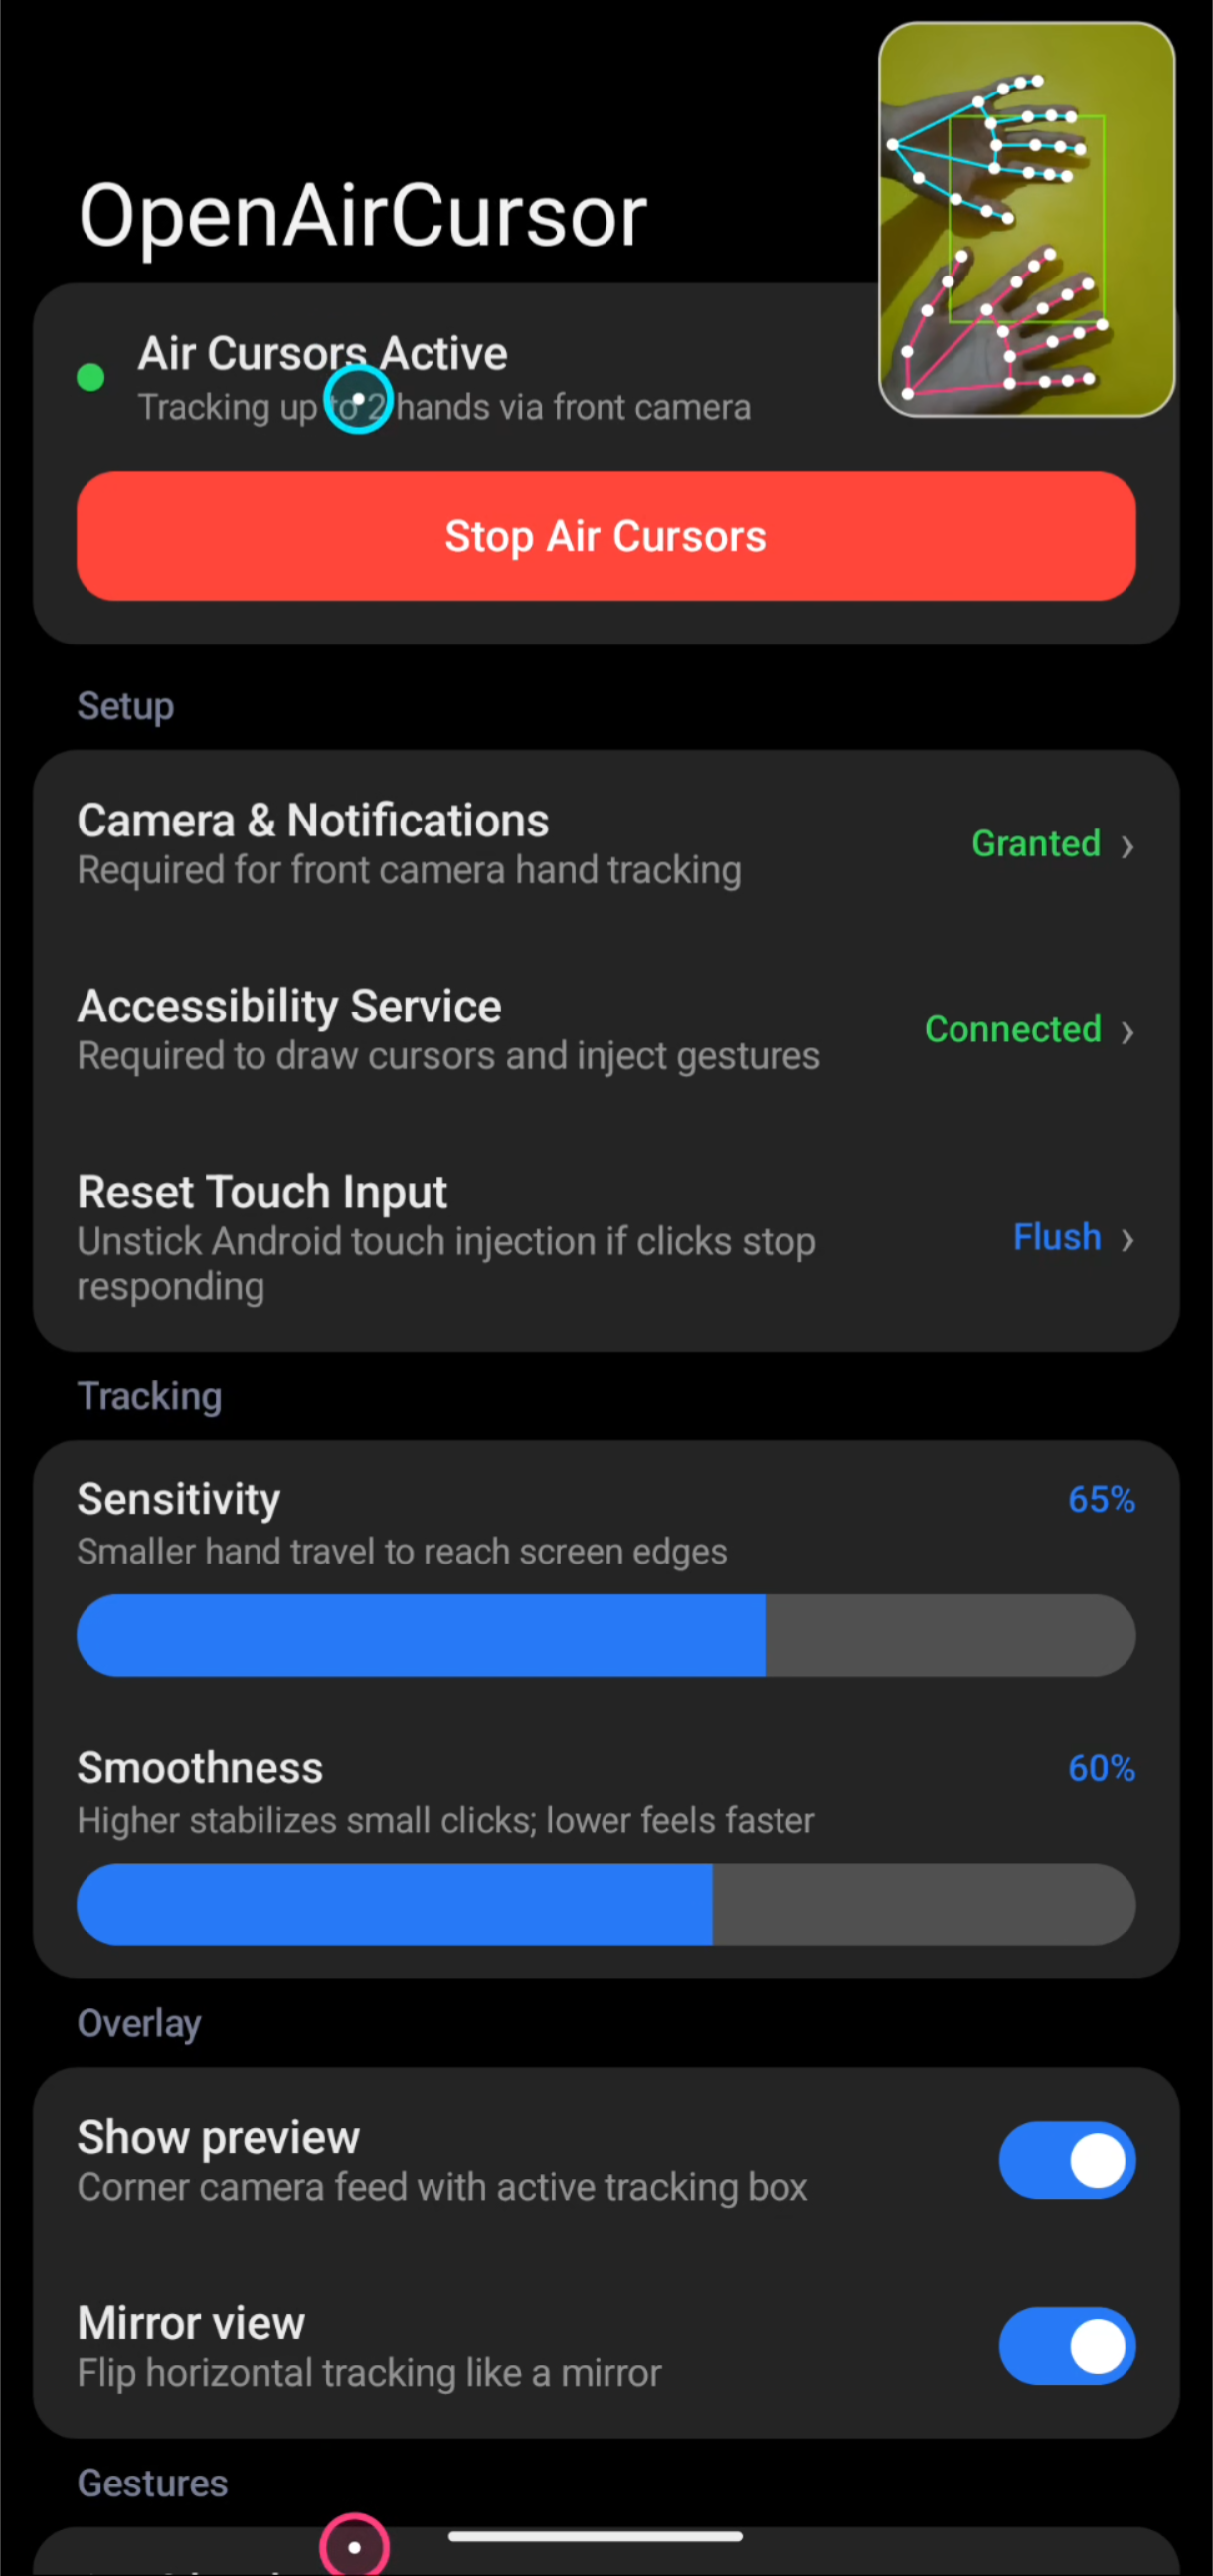 OpenAirCursor
Air Cursors Active
Tracking up to 2 hands via front camera
Stop Air Cursors
Setup
Camera & Notifications
Required for front camera hand tracking
Granted
Accessibility Service
Required to draw cursors and inject gestures
Connected
Reset Touch Input
Unstick Android touch injection if clicks stop
responding
Flush
Tracking
Sensitivity
65%
Smaller hand travel to reach screen edges
Smoothness
60%
Higher stabilizes small clicks; lower feels faster
Overlay
Show preview
Corner camera feed with active tracking box
Mirror view
Flip horizontal tracking like a mirror
Gestures